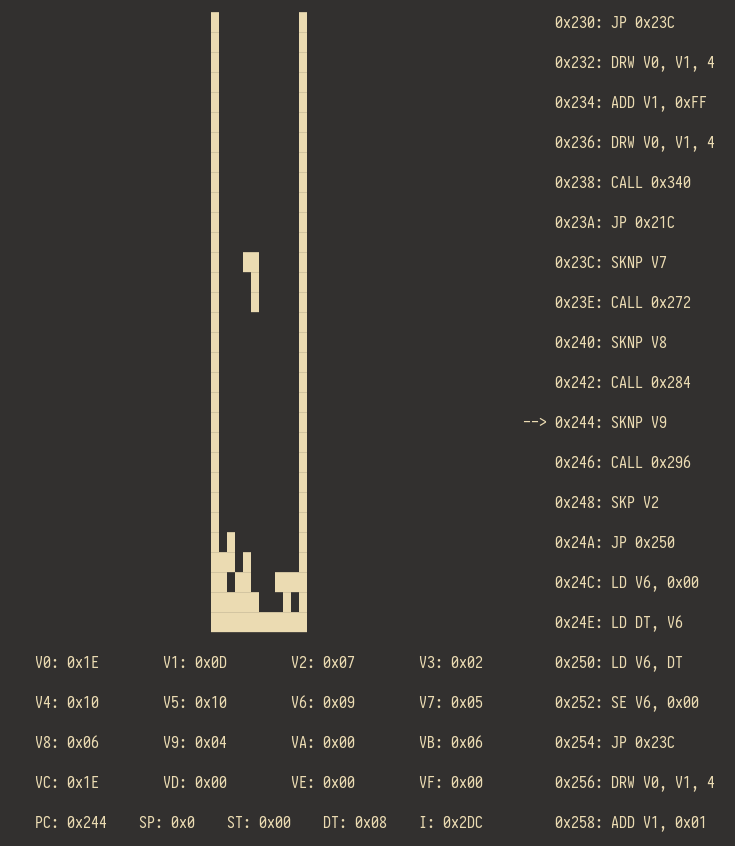 0x230: JP 0x23C
0x232: DRW V0, V1, 4
0x234: ADD V1, 0xFF
0x236: DRW V0, V1, 4
0x238: CALL 0x340
0x23A: JP 0x21C
0x23C: SKNP V7
0x23E: CALL 0x272
0x240: SKNP V8
0x242: CALL 0x284
--> 0x244: SKNP V9
0x246: CALL 0x296
0x248: SKP V2
0x24A: JP 0x250
0x24C: LD V6, 0x00
0x24E: LD DT, V6
V0: 0x1E V1: 0x0D V2: 0x07 V3: 0x02 0x250: LD V6, DT
V4: 0x10 V5: 0x10 V6: 0x09 V7: 0x05 0x252: SE V6, 0x00
V8: 0x06 V9: 0x04 VA: 0x00 VB: 0x06 0x254: JP 0x23C
VC: 0x1E VD: 0x00 VE: 0x00 VF: 0x00 0x256: DRW V0, V1, 4
PC: 0x244 SP: 0x0 ST: 0x00 DT: 0x08 I: 0x2DC 0x258: ADD V1, 0x01